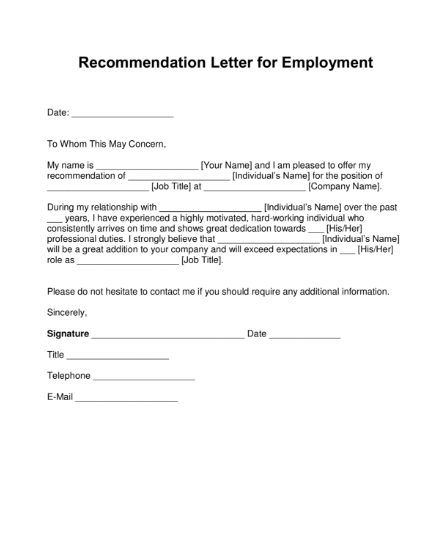 Recommendation Letter for Employment
Date: ____________________
To Whom This May Concern,
My name is ____________________ [Your Name] and I am pleased to offer my
recommendation of ____________________ [Individual's Name] for the position of
____________________ [Job Title] at ____________________ [Company Name].
During my relationship with ____________________ [Individual's Name] over the past
___ years, I have experienced a highly motivated, hard-working individual who
consistently arrives on time and shows great dedication towards ___ [His/Her]
professional duties. I strongly believe that ____________________ [Individual's Name]
will be a great addition to your company and will exceed expectations in ___ [His/Her]
role as ____________________ [Job Title].
Please do not hesitate to contact me if you should require any additional information.
Sincerely,
Signature ______________________________ Date ______________
Title ____________________
Telephone ____________________
E-Mail ____________________